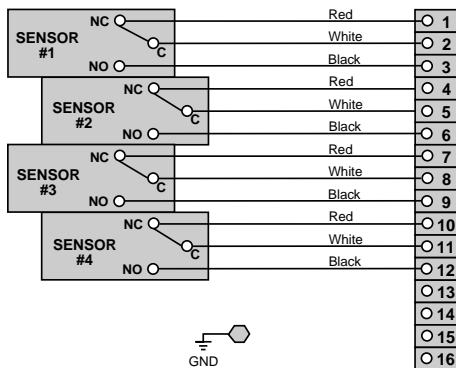 NC Red 1
SENSOR #1 White 2
C
NO Black 3
NC Red 4
SENSOR #2 White 5
C
NO Black 6
NC Red 7
SENSOR #3 White 8
C
NO Black 9
NC Red 10
SENSOR #4 White 11
C
NO Black 12
13
14
15
16
GND